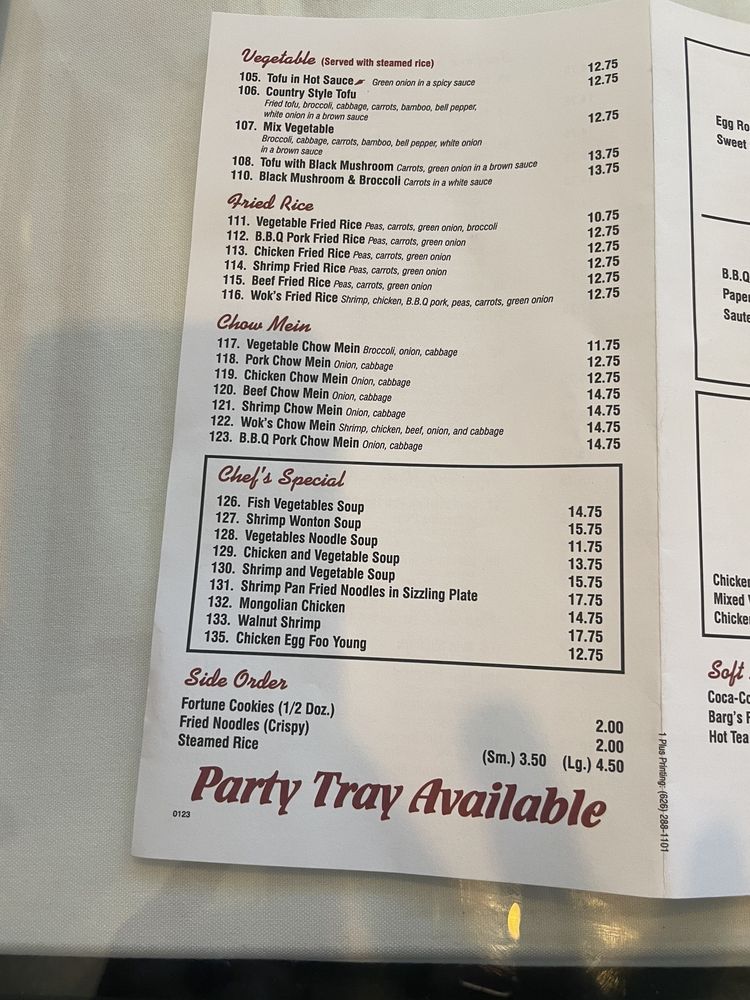 Vegetable (Served with steamed rice)
105. Tofu in Hot Sauce Green onion in a spicy sauce 12.75
106. Country Style Tofu 12.75
Fried tofu, broccoli, cabbage, carrots, bamboo, bell pepper,
white onion in a brown sauce
107. Mix Vegetable 12.75
Broccoli, cabbage, carrots, bamboo, bell pepper, white onion
in a brown sauce
108. Tofu with Black Mushroom Carrots, green onion in a brown sauce 13.75
110. Black Mushroom & Broccoli Carrots in a white sauce 13.75
Fried Rice
111. Vegetable Fried Rice Peas, carrots, green onion, broccoli 10.75
112. B.B.Q Pork Fried Rice Peas, carrots, green onion 12.75
113. Chicken Fried Rice Peas, carrots, green onion 12.75
114. Shrimp Fried Rice Peas, carrots, green onion 12.75
115. Beef Fried Rice Peas, carrots, green onion 12.75
116. Wok's Fried Rice Shrimp, chicken, B.B.Q pork, peas, carrots, green onion 12.75
Chow Mein
117. Vegetable Chow Mein Broccoli, onion, cabbage 11.75
118. Pork Chow Mein Onion, cabbage 12.75
119. Chicken Chow Mein Onion, cabbage 12.75
120. Beef Chow Mein Onion, cabbage 14.75
121. Shrimp Chow Mein Onion, cabbage 14.75
122. Wok's Chow Mein Shrimp, chicken, beef, onion, and cabbage 14.75
123. B.B.Q Pork Chow Mein Onion, cabbage 14.75
Chef's Special
126. Fish Vegetables Soup 14.75
127. Shrimp Wonton Soup 15.75
128. Vegetables Noodle Soup 11.75
129. Chicken and Vegetable Soup 13.75
130. Shrimp and Vegetable Soup 15.75
131. Shrimp Pan Fried Noodles in Sizzling Plate 17.75
132. Mongolian Chicken 14.75
133. Walnut Shrimp 17.75
135. Chicken Egg Foo Young 12.75
Side Order
Fortune Cookies (1/2 Doz.) 2.00
Fried Noodles (Crispy) 2.00
Steamed Rice (Sm.) 3.50 (Lg.) 4.50
Party Tray Available
0123
1 Plus Printing: (626) 288-1101
Egg Ro
Sweet
B.B.Q
Paper
Saute
Chicken
Mixed
Chicke
Soft
Coca-Co
Barg's R
Hot Tea